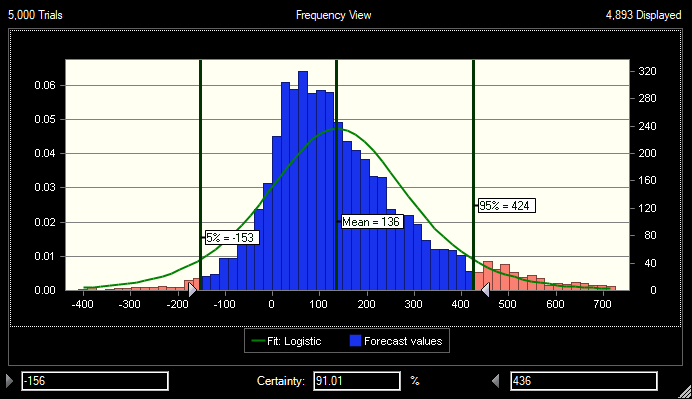 5,000 Trials Frequency View 4,893 Displayed
0.06 320
0.05 280
240
0.04 200
0.03 160
0.02 120
0.01 80
40
0.00 0
5% = -153
Mean = 136
95% = 424
-400 -300 -200 -100 0 100 200 300 400 500 600 700
Fit: Logistic Forecast values
-156 Certainty: 91.01 % 436